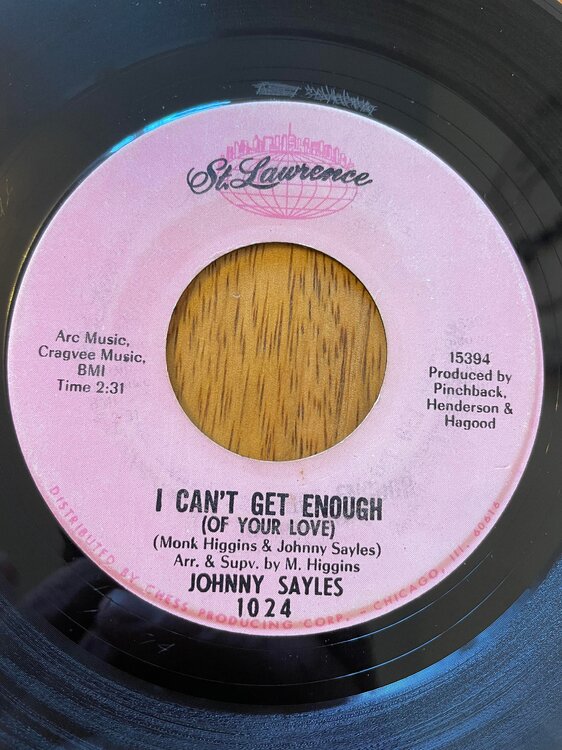 St. Lawrence
Arc Music,
Cragvee Music,
BMI
Time 2:31
15394
Produced by
Pinchback,
Henderson &
Hagood
I CAN'T GET ENOUGH
(OF YOUR LOVE)
(Monk Higgins & Johnny Sayles)
Arr. & Supv. by M. Higgins
JOHNNY SAYLES
1024
DISTRIBUTED BY CHESS PRODUCING CORP. • CHICAGO, Ill. 60616